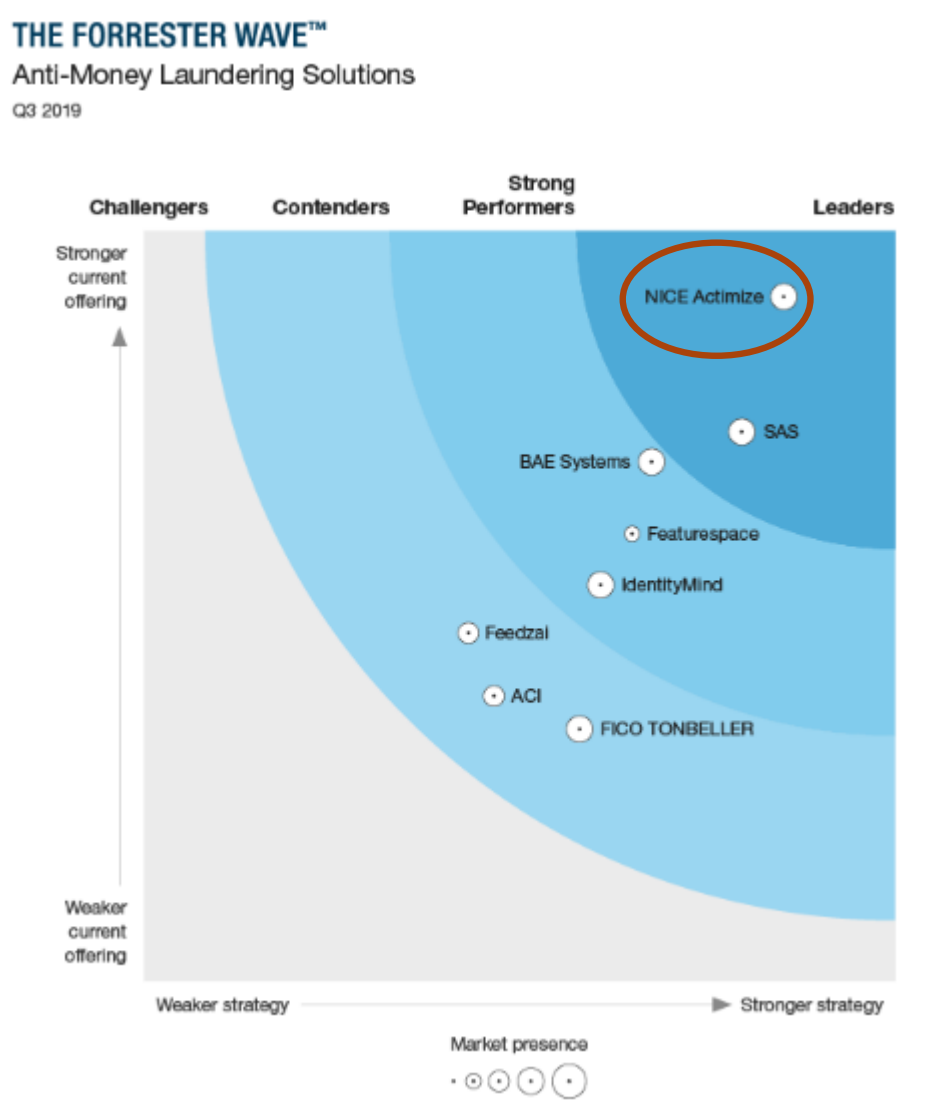 THE FORRESTER WAVE™
Anti-Money Laundering Solutions
Q3 2019
Challengers
Contenders
Strong
Performers
Leaders
Stronger
current
offering
NICE Actimize
SAS
BAE Systems
Featurespace
IdentityMind
Feedzai
ACI
FICO TONBELLER
Weaker
current
offering
Weaker strategy
Stronger strategy
Market presence